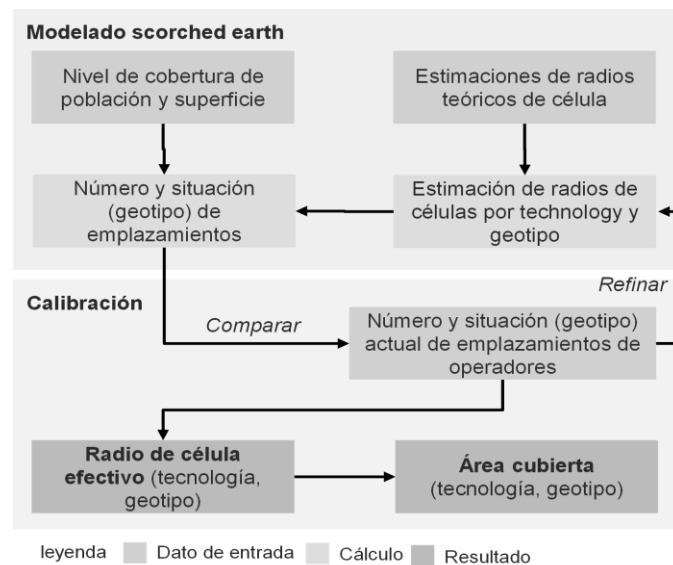 Modelado scorched earth
Nivel de cobertura de
población y superficie
Estimaciones de radios
teóricos de célula
Número y situación
(geotipo) de
emplazamientos
Estimación de radios de
células por technology y
geotipo
Refinar
Calibración
Comparar
Número y situación (geotipo)
actual de emplazamientos de
operadores
Radio de célula
efectivo (tecnología,
geotipo)
Área cubierta
(tecnología, geotipo)
leyenda Dato de entrada Cálculo Resultado